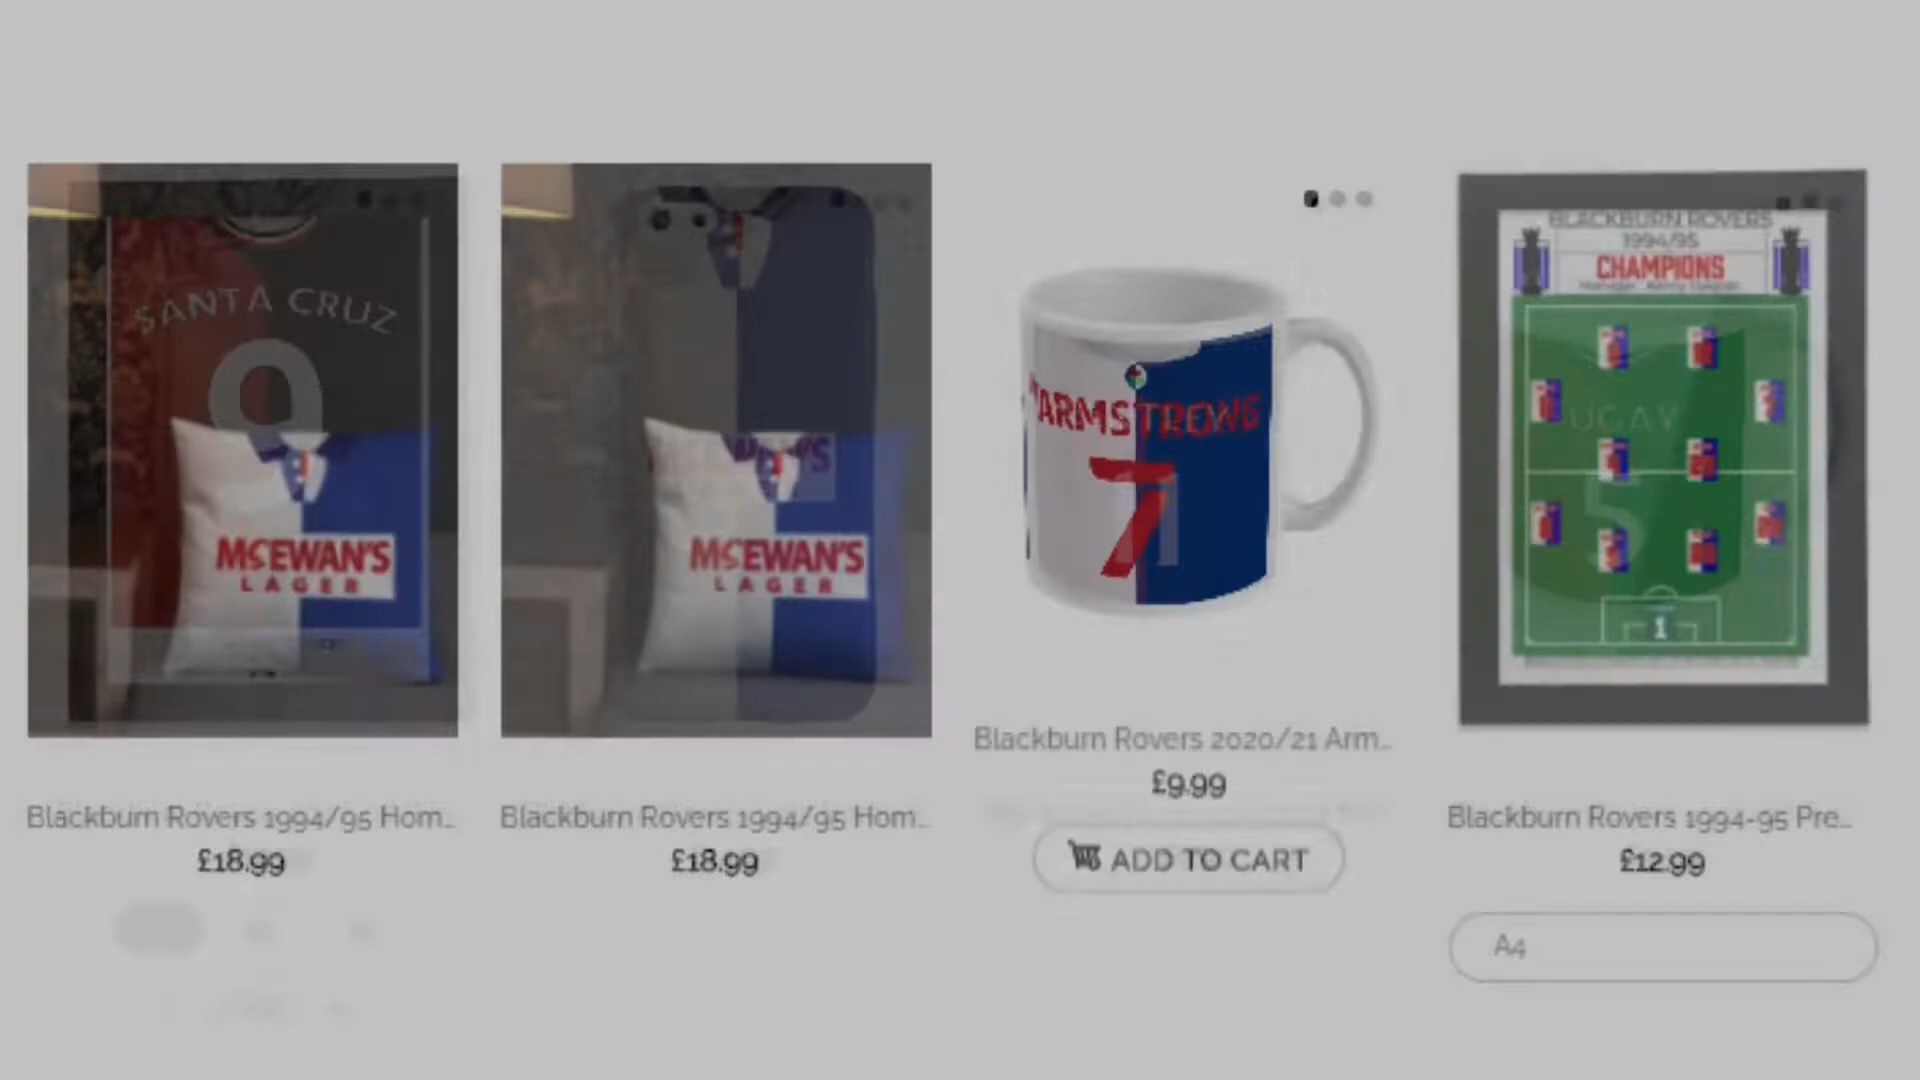 SANTA CRUZ
9
McEWAN'S
LAGER
Blackburn Rovers 1994/95 Hom...
£18.99
McEWAN'S
LAGER
Blackburn Rovers 1994/95 Hom...
£18.99
ARMSTRONG
7
Blackburn Rovers 2020/21 Arm...
£9.99
ADD TO CART
BLACKBURN ROVERS
1994/95
CHAMPIONS
UGAY
5
1
Blackburn Rovers 1994-95 Pre...
£12.99
A4